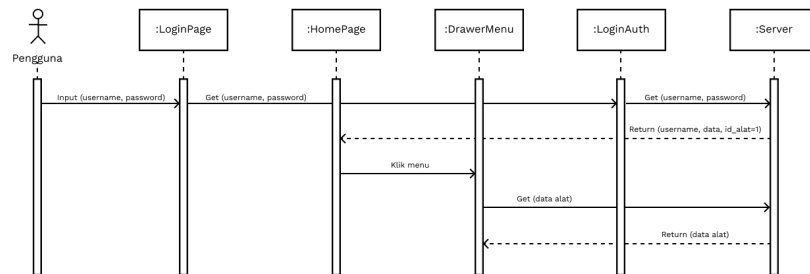 :LoginPage
:HomePage
:DrawerMenu
:LoginAuth
:Server
Pengguna
Input (username, password)
Get (username, password)
Get (username, password)
Return (username, data, id_alat=1)
Klik menu
Get (data alat)
Return (data alat)